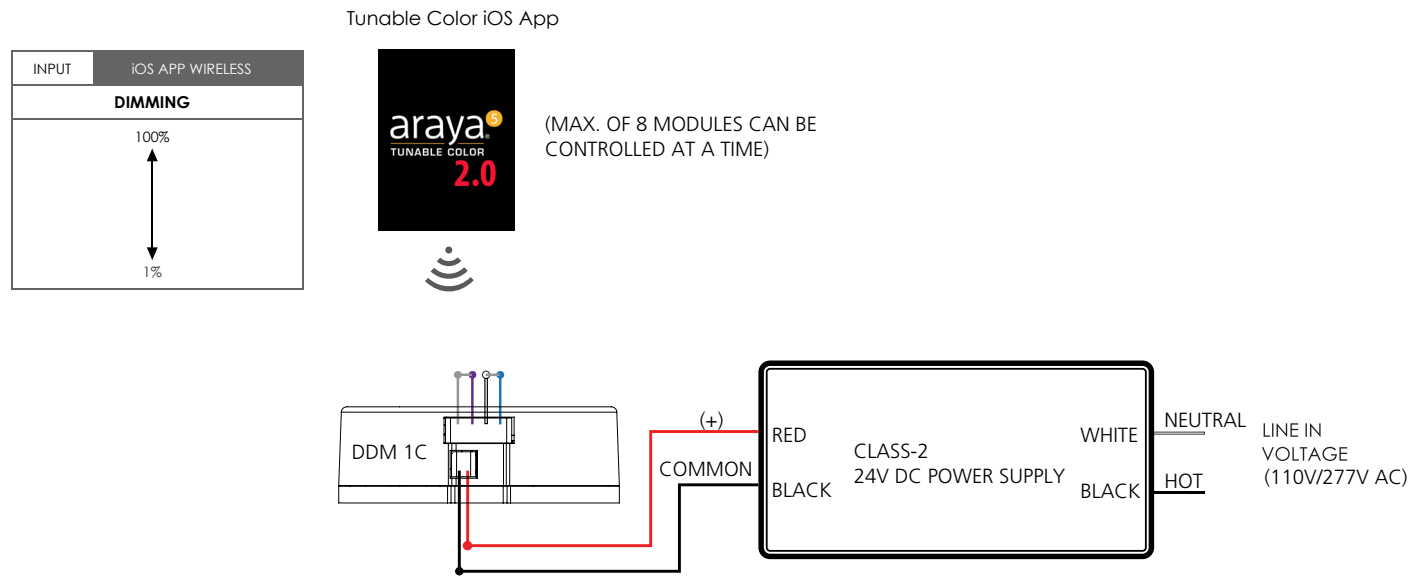 Tunable Color iOS App
INPUT
iOS APP WIRELESS
DIMMING
100%
1%
araya5
TUNABLE COLOR
2.0
(MAX. OF 8 MODULES CAN BE
CONTROLLED AT A TIME)
DDM 1C
(+)
COMMON
RED
BLACK
CLASS-2
24V DC POWER SUPPLY
WHITE
BLACK
NEUTRAL
HOT
LINE IN
VOLTAGE
(110V/277V AC)